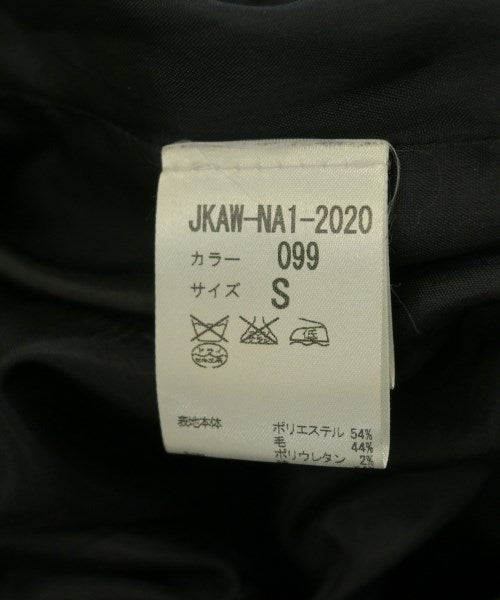 JKAW-NA1-2020
カラー 099
サイズ S
表地本体 ポリエステル 54%
毛 44%
ポリウレタン 2%